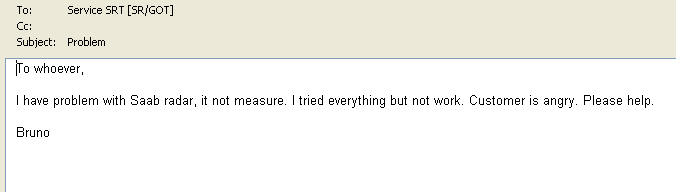 To: Service SRT [SR/GOT]
Cc:
Subject: Problem
To whoever,
I have problem with Saab radar, it not measure. I tried everything but not work. Customer is angry. Please help.
Bruno